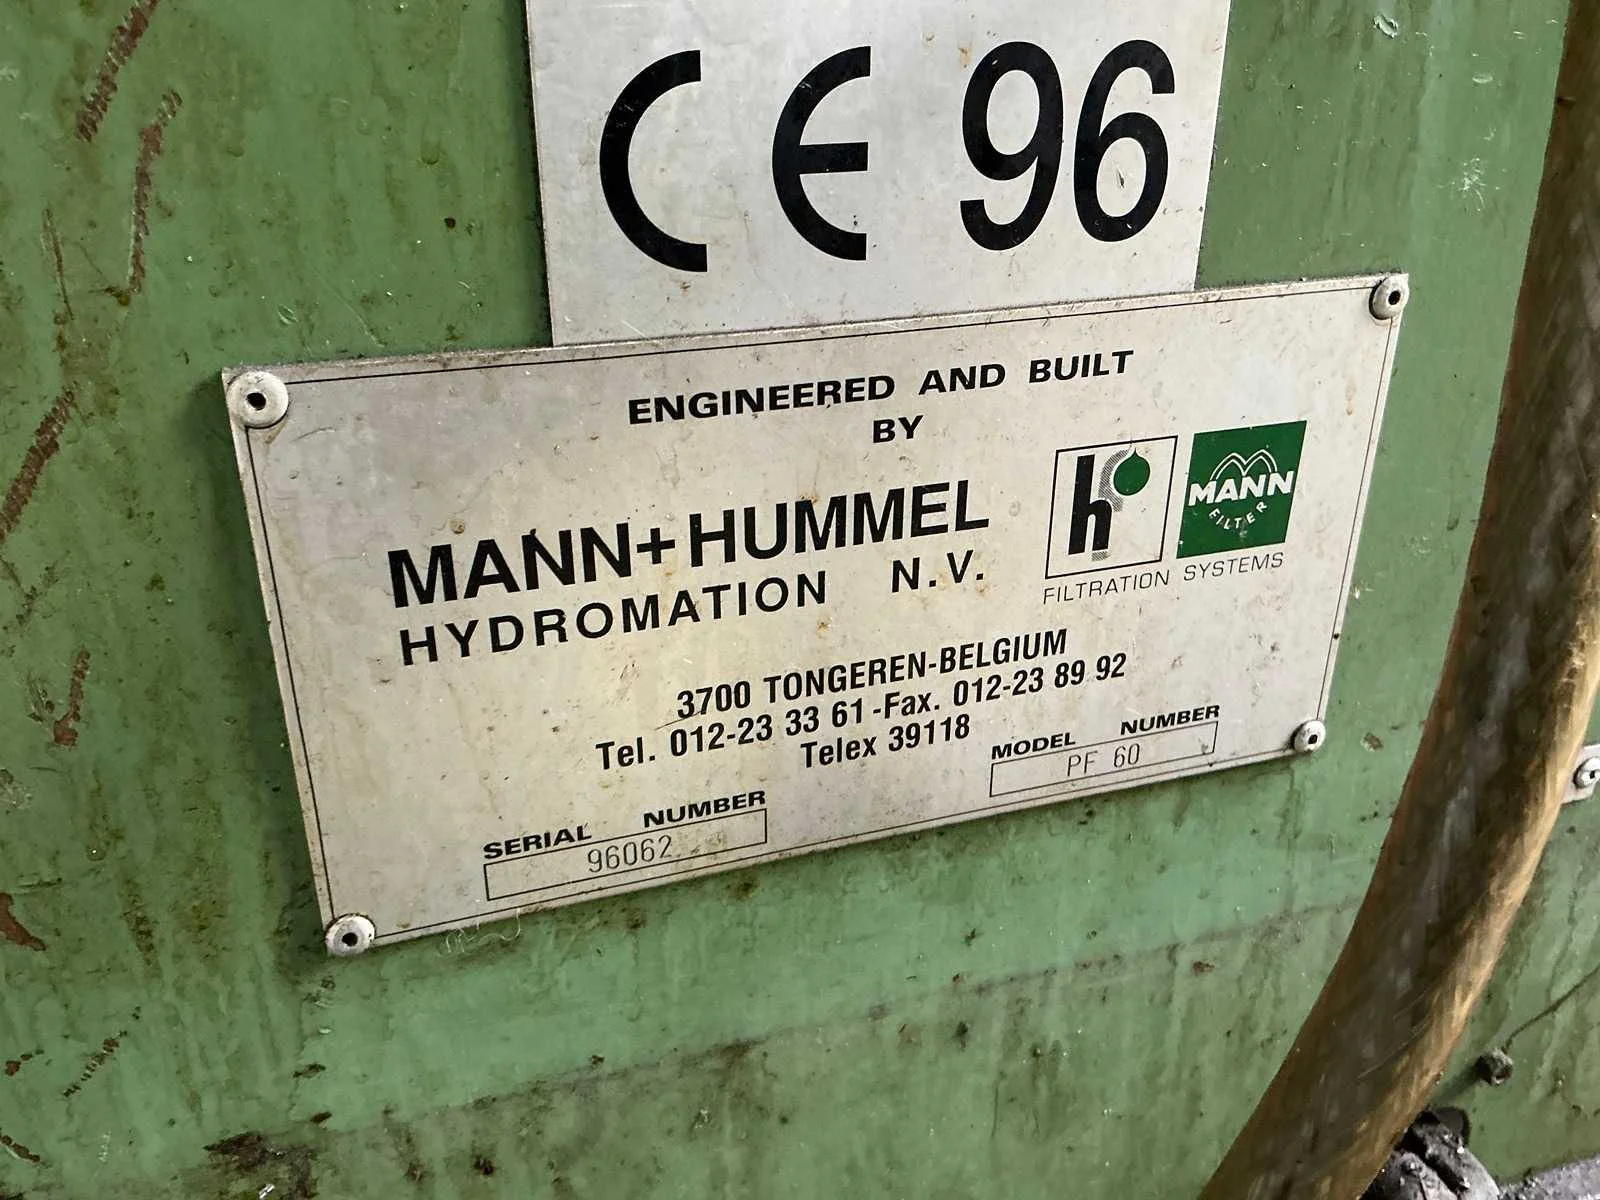 CE 96
ENGINEERED AND BUILT
BY
MANN+HUMMEL
HYDROMATION N.V.
h
MANN
FILTER
FILTRATION SYSTEMS
3700 TONGEREN-BELGIUM
Tel. 012-23 33 61-Fax. 012-23 89 92
Telex 39118
MODEL NUMBER
PF 60
SERIAL NUMBER
96062